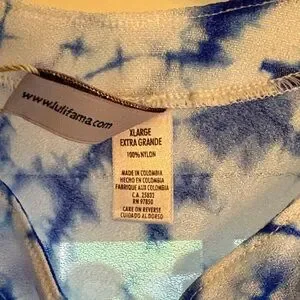 www.lulifama.com
XLARGE
EXTRA GRANDE
100% NYLON
MADE IN COLOMBIA
HECHO EN COLOMBIA
FABRIQUE AUX COLOMBIA
C.A. 25032
RN 97850
CARE ON REVERSE
CUIDADO AL DORSO